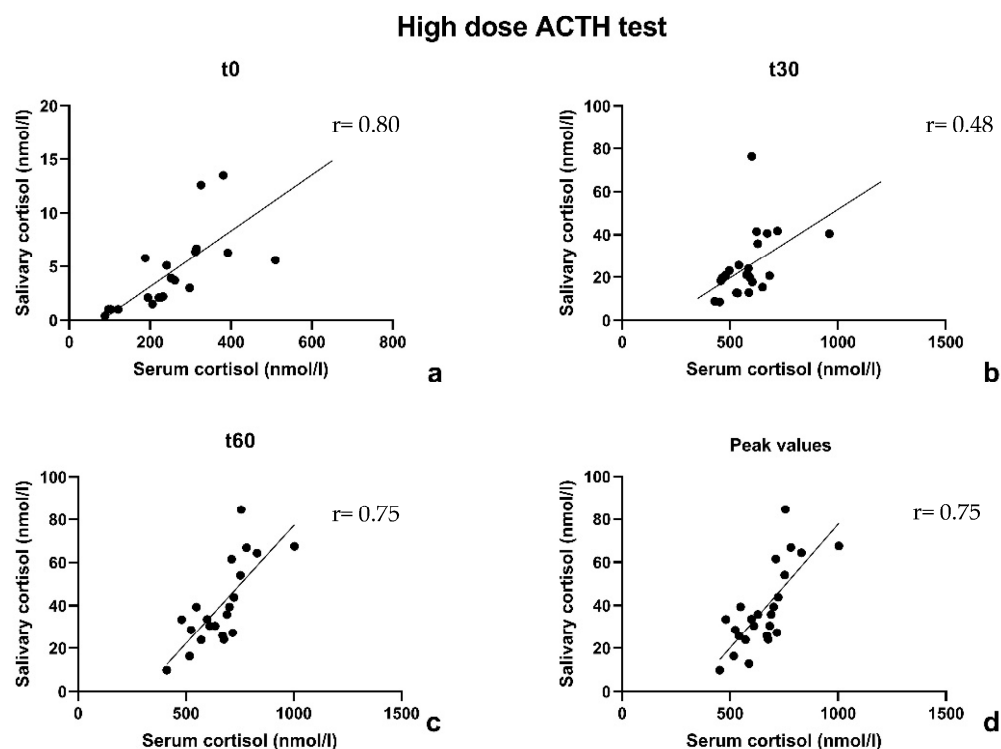 High dose ACTH test
t0
Salivary cortisol (nmol/l)
20
15
10
5
0
r= 0.80
0 200 400 600 800
Serum cortisol (nmol/l)
a
t30
Salivary cortisol (nmol/l)
100
80
60
40
20
0
r= 0.48
0 500 1000 1500
Serum cortisol (nmol/l)
b
t60
Salivary cortisol (nmol/l)
100
80
60
40
20
0
r= 0.75
0 500 1000 1500
Serum cortisol (nmol/l)
c
Peak values
Salivary cortisol (nmol/l)
100
80
60
40
20
0
r= 0.75
0 500 1000 1500
Serum cortisol (nmol/l)
d